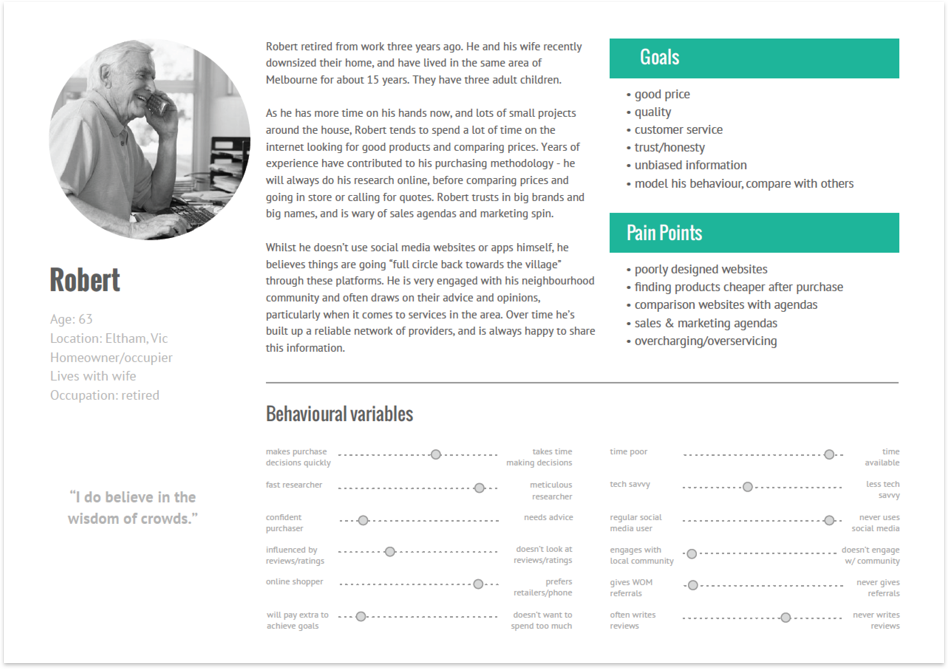 Robert
Age: 63
Location: Eltham, Vic
Homeowner/occupier
Lives with wife
Occupation: retired
“I do believe in the
wisdom of crowds.”
Robert retired from work three years ago. He and his wife recently
downsized their home, and have lived in the same area of
Melbourne for about 15 years. They have three adult children.
As he has more time on his hands now, and lots of small projects
around the house, Robert tends to spend a lot of time on the
internet looking for good products and comparing prices. Years of
experience have contributed to his purchasing methodology - he
will always do his research online, before comparing prices and
going in store or calling for quotes. Robert trusts in big brands and
big names, and is wary of sales agendas and marketing spin.
Whilst he doesn't use social media websites or apps himself, he
believes things are going “full circle back towards the village”
through these platforms. He is very engaged with his neighbourhood
community and often draws on their advice and opinions,
particularly when it comes to services in the area. Over time he's
built up a reliable network of providers, and is always happy to share
this information.
Goals
• good price
• quality
• customer service
• trust/honesty
• unbiased information
• model his behaviour, compare with others
Pain Points
• poorly designed websites
• finding products cheaper after purchase
• comparison websites with agendas
• sales & marketing agendas
• overcharging/overservicing
Behavioural variables
makes purchase
decisions quickly
takes time
making decisions
fast researcher
meticulous
researcher
confident
purchaser
needs advice
influenced by
reviews/ratings
doesn't look at
reviews/ratings
online shopper
prefers
retailers/phone
will pay extra to
achieve goals
doesn't want to
spend too much
time poor
time
available
tech savvy
less tech
savvy
regular social
media user
never uses
social media
engages with
local community
doesn't engage
w/ community
gives WOM
referrals
never gives
referrals
often writes
reviews
never writes
reviews